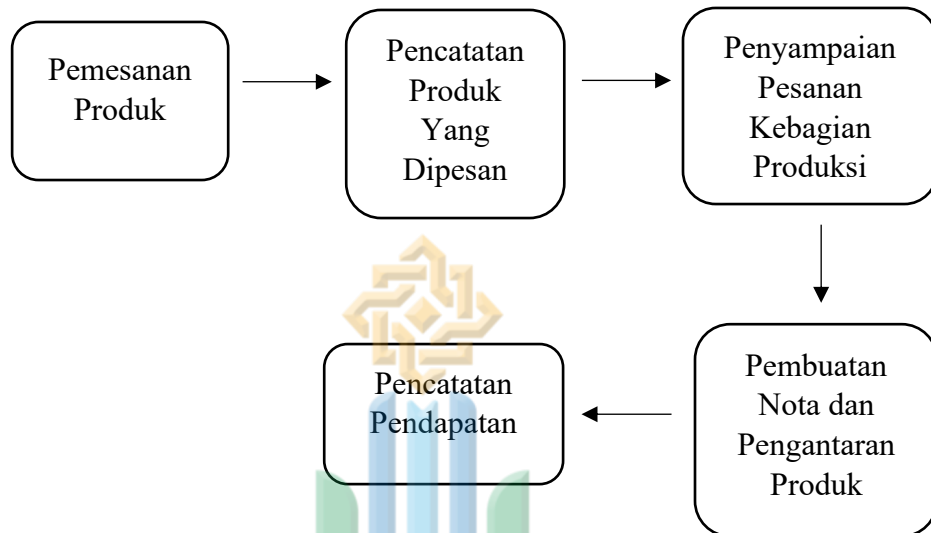 Pemesanan
Produk
Pencatatan
Produk
Yang
Dipesan
Penyampaian
Pesanan
Kebagian
Produksi
Pembuatan
Nota dan
Pengantaran
Produk
Pencatatan
Pendapatan